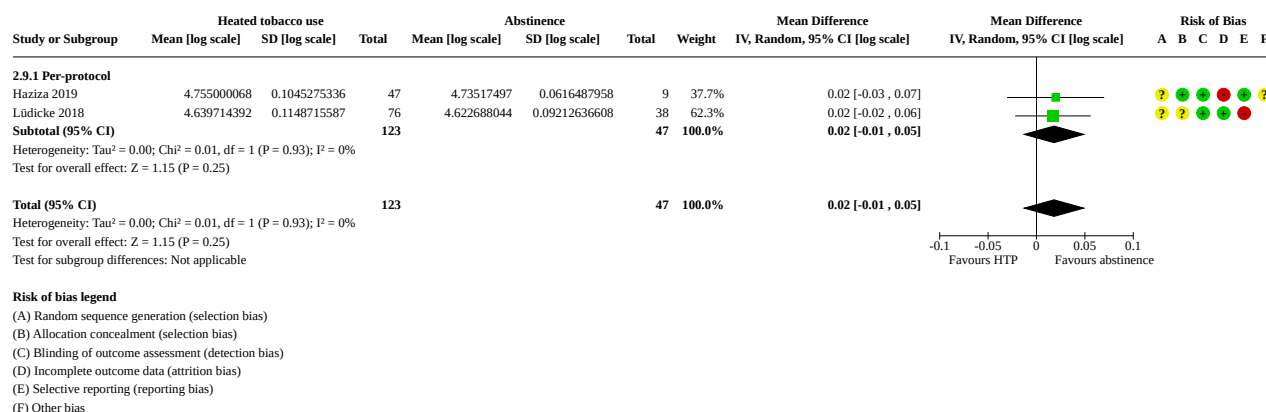 Heated tobacco use Abstinence Mean Difference Mean Difference Risk of Bias
Study or Subgroup Mean [log scale] SD [log scale] Total Mean [log scale] SD [log scale] Total Weight IV, Random, 95% CI [log scale] IV, Random, 95% CI [log scale] A B C D E F
2.9.1 Per-protocol
Haziza 2019 4.755000068 0.1045275336 47 4.73517497 0.0616487958 9 37.7% 0.02 [-0.03 , 0.07] ? + + - + ?
Lüdicke 2018 4.639714392 0.1148715587 76 4.622688044 0.09212636608 38 62.3% 0.02 [-0.02 , 0.06] ? ? + + -
Subtotal (95% CI) 123 47 100.0% 0.02 [-0.01 , 0.05]
Heterogeneity: Tau² = 0.00; Chi² = 0.01, df = 1 (P = 0.93); I² = 0%
Test for overall effect: Z = 1.15 (P = 0.25)
Total (95% CI) 123 47 100.0% 0.02 [-0.01 , 0.05]
Heterogeneity: Tau² = 0.00; Chi² = 0.01, df = 1 (P = 0.93); I² = 0%
Test for overall effect: Z = 1.15 (P = 0.25)
-0.1 -0.05 0 0.05 0.1
Test for subgroup differences: Not applicable Favours HTP Favours abstinence
Risk of bias legend
(A) Random sequence generation (selection bias)
(B) Allocation concealment (selection bias)
(C) Blinding of outcome assessment (detection bias)
(D) Incomplete outcome data (attrition bias)
(E) Selective reporting (reporting bias)
(F) Other bias